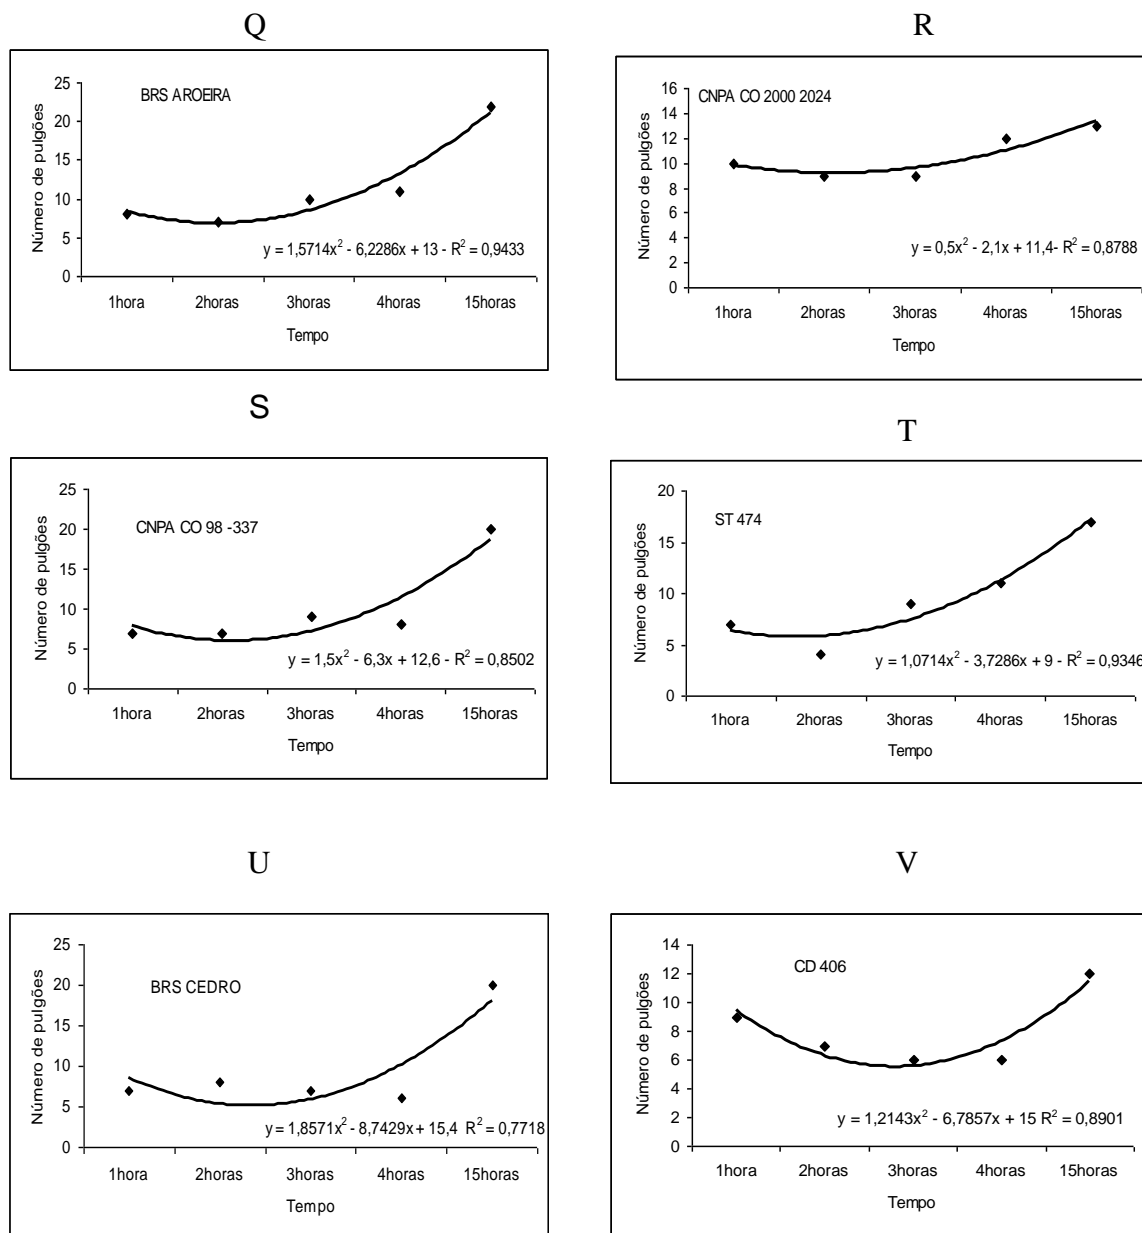 Q
BRS AROEIRA
Número de pulgões
25
20
15
10
5
0
y = 1,5714x² - 6,2286x + 13 - R² = 0,9433
1hora 2horas 3horas 4horas 15horas
Tempo
R
CNPA CO 2000 2024
Número de pulgões
16
14
12
10
8
6
4
2
0
y = 0,5x² - 2,1x + 11,4- R² = 0,8788
1hora 2horas 3horas 4horas 15horas
Tempo
S
CNPA CO 98 -337
Número de pulgões
25
20
15
10
5
0
y = 1,5x² - 6,3x + 12,6 - R² = 0,8502
1hora 2horas 3horas 4horas 15horas
Tempo
T
ST 474
Número de pulgões
20
15
10
5
0
y = 1,0714x² - 3,7286x + 9 - R² = 0,9346
1hora 2horas 3horas 4horas 15horas
Tempo
U
BRS CEDRO
Número de pulgões
25
20
15
10
5
0
y = 1,8571x² - 8,7429x + 15,4 R² = 0,7718
1hora 2horas 3horas 4horas 15horas
Tempo
V
CD 406
Número de pulgões
14
12
10
8
6
4
2
0
y = 1,2143x² - 6,7857x + 15 R² = 0,8901
1hora 2horas 3horas 4horas 15horas
Tempo